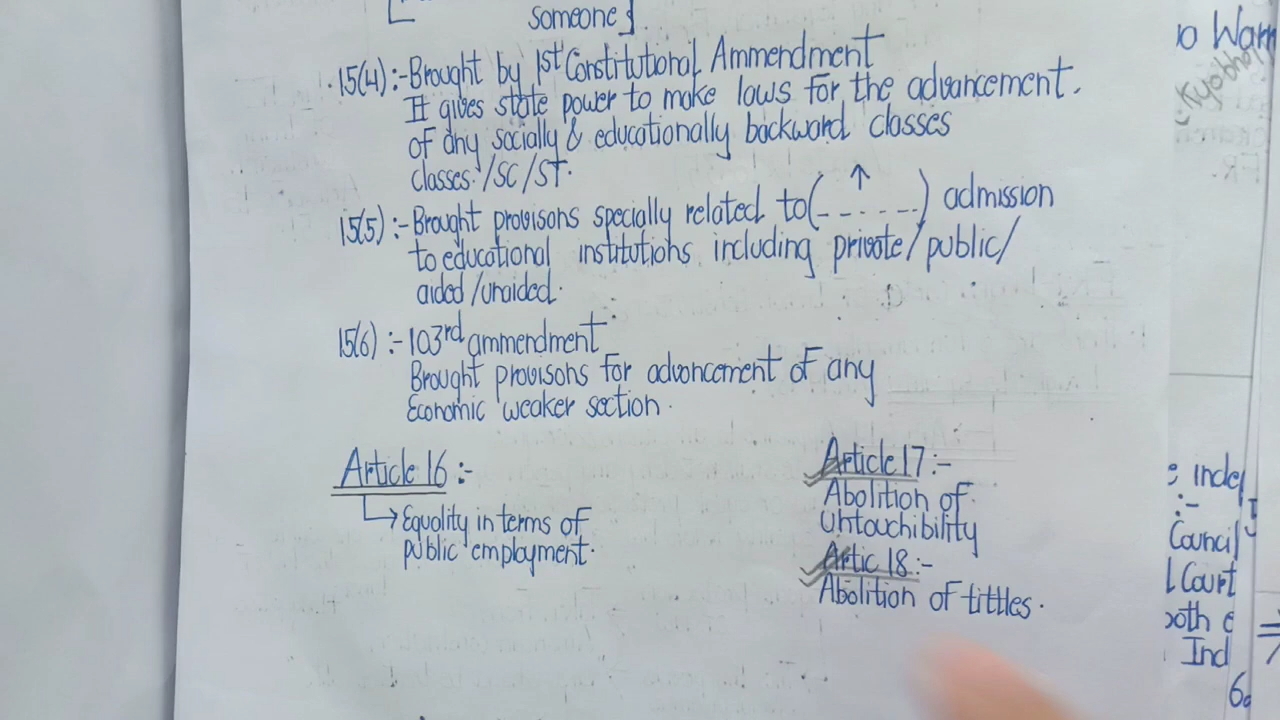 someone].
15(4) :- Brought by 1st Constitutional Ammendment
It gives state power to make laws for the advancement.
of any socially & educationally backward classes
classes. /SC/ST.
15(5) :- Brought provisons specially related to (- - - - - -) ↑ admission
to educational institutions including private/public/
aided/unaided.
15(6) :- 103rd ammendment
Brought provisons for advancement of any
Economic weaker section.
Article 16 :-
→ Equality in terms of
public employment.
Article 17 :-
Abolition of
Untouchibility
Artic 18 :-
Abolition of tittles.
Council
Court
Ind